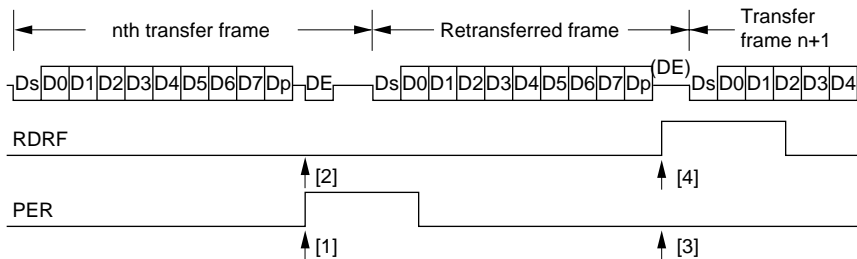 nth transfer frame Retransferred frame Transfer frame n+1
Ds D0 D1 D2 D3 D4 D5 D6 D7 Dp DE Ds D0 D1 D2 D3 D4 D5 D6 D7 Dp (DE) Ds D0 D1 D2 D3 D4
RDRF
[2] [4]
PER
[1] [3]